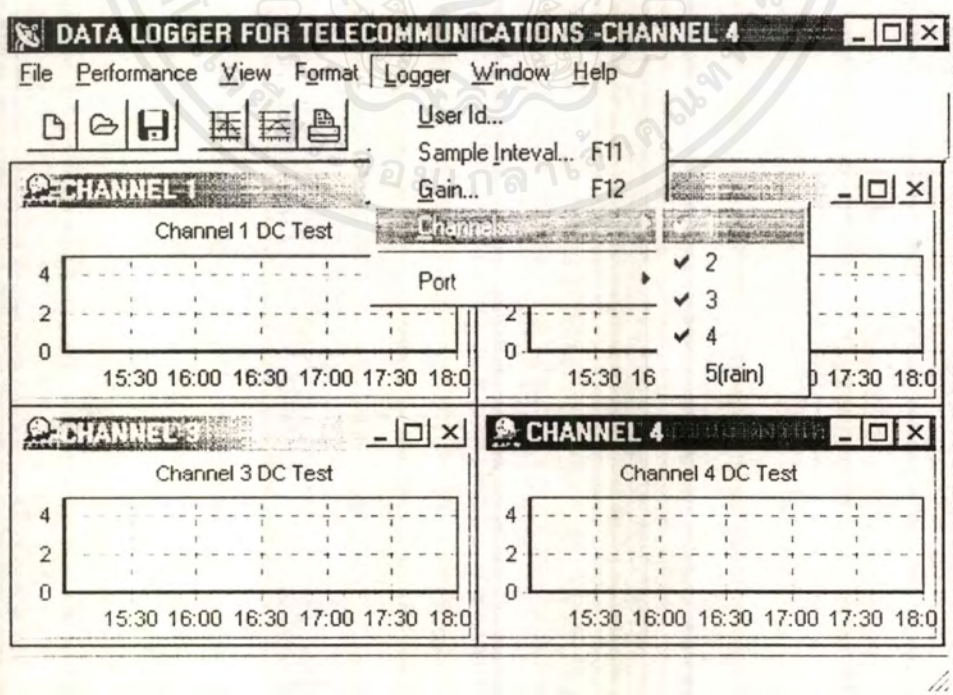 DATA LOGGER FOR TELECOMMUNICATIONS -CHANNEL 4
File Performance View Format Logger Window Help
User Id...
Sample Inteval... F11
Gain... F12
Channels
Port
1
2
3
4
5(rain)
CHANNEL 1
Channel 1 DC Test
4
2
0
15:30 16:00 16:30 17:00 17:30 18:0
2
0
15:30 16 17:30 18:0
CHANNEL 3
Channel 3 DC Test
4
2
0
15:30 16:00 16:30 17:00 17:30 18:0
CHANNEL 4
Channel 4 DC Test
4
2
0
15:30 16:00 16:30 17:00 17:30 18:0